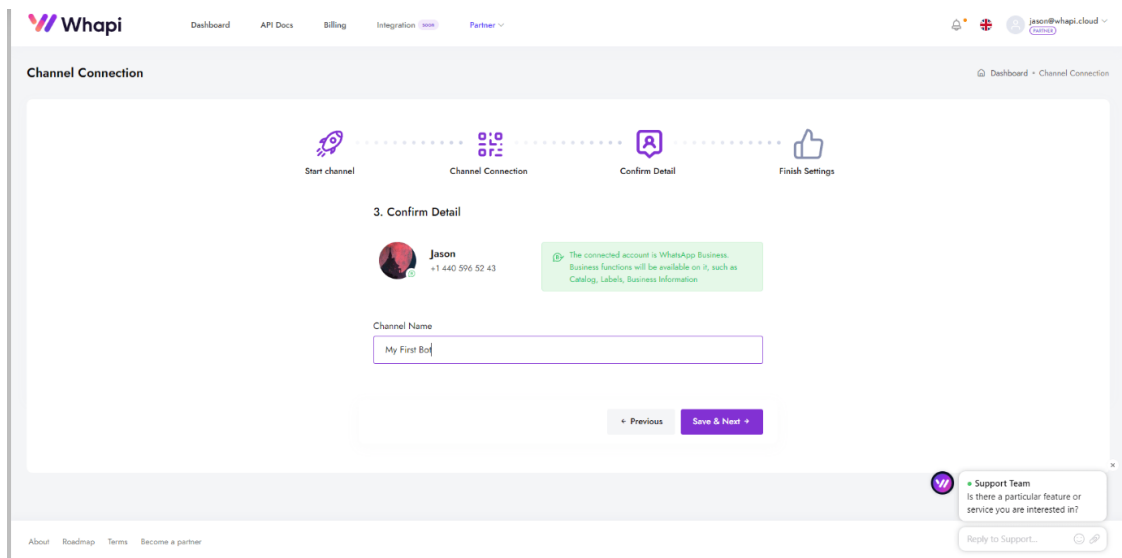 Whapi
Dashboard API Docs Billing Integration SOON Partner
jason@whapi.cloud
PARTNER
Channel Connection
Dashboard • Channel Connection
Start channel
Channel Connection
Confirm Detail
Finish Settings
3. Confirm Detail
Jason
+1 440 596 52 43
The connected account is WhatsApp Business.
Business functions will be available on it, such as
Catalog, Labels, Business Information
Channel Name
My First Bot
← Previous
Save & Next →
Support Team
Is there a particular feature or
service you are interested in?
Reply to Support...
About Roadmap Terms Become a partner